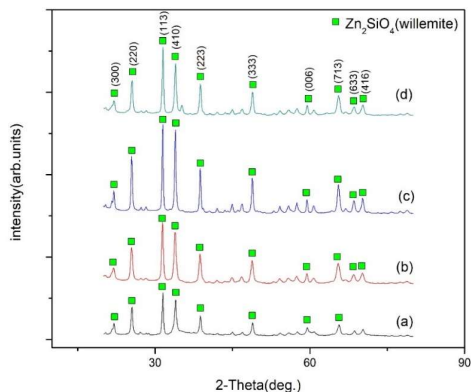 Zn₂SiO₄(willemite)
(300)
(220)
(113)
(410)
(223)
(333)
(006)
(713)
(633)
(416)
(d)
(c)
(b)
(a)
intensity(arb.units)
30
60
90
2-Theta(deg.)